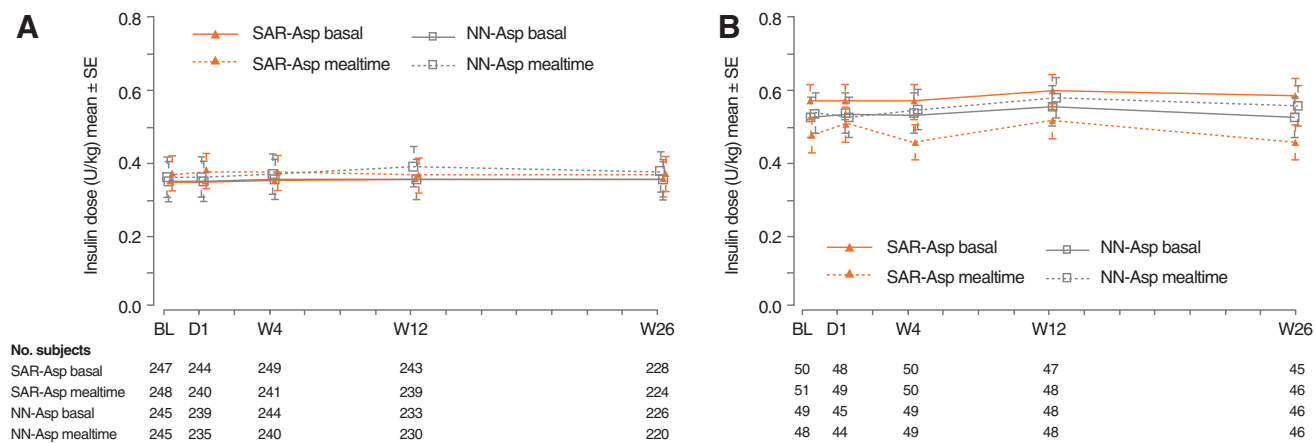 A
Insulin dose (U/kg) mean ± SE
0.8
0.6
0.4
0.2
0.0
SAR-Asp basal
NN-Asp basal
SAR-Asp mealtime
NN-Asp mealtime
BL D1 W4 W12 W26
B
Insulin dose (U/kg) mean ± SE
0.8
0.6
0.4
0.2
0.0
SAR-Asp basal
NN-Asp basal
SAR-Asp mealtime
NN-Asp mealtime
BL D1 W4 W12 W26
No. subjects
SAR-Asp basal 247 244 249 243 228 50 48 50 47 45
SAR-Asp mealtime 248 240 241 239 224 51 49 50 48 46
NN-Asp basal 245 239 244 233 226 49 45 49 48 46
NN-Asp mealtime 245 235 240 230 220 48 44 49 48 46